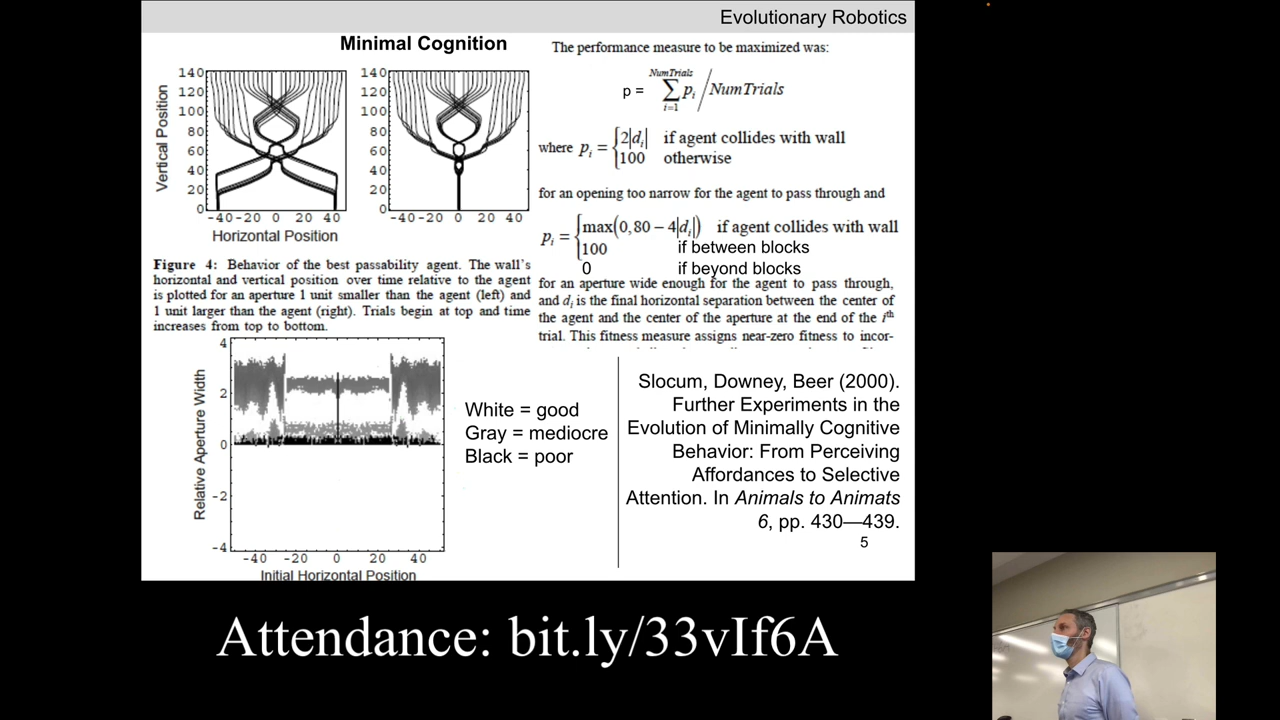 Evolutionary Robotics
Minimal Cognition
140
120
100
80
60
40
20
0
-40 -20 0 20 40
Vertical Position
Horizontal Position
140
120
100
80
60
40
20
0
-40 -20 0 20 40
Figure 4: Behavior of the best passability agent. The wall's
horizontal and vertical position over time relative to the agent
is plotted for an aperture 1 unit smaller than the agent (left) and
1 unit larger than the agent (right). Trials begin at top and time
increases from top to bottom.
4
2
0
-2
-4
-40 -20 0 20 40
Relative Aperture Width
Initial Horizontal Position
White = good
Gray = mediocre
Black = poor
The performance measure to be maximized was:
p = NumTrials ∑ i=1 p_i / NumTrials
where p_i = { 2|d_i| if agent collides with wall
100 otherwise
for an opening too narrow for the agent to pass through and
p_i = { max(0, 80 − 4|d_i|) if agent collides with wall
100 if between blocks
0 if beyond blocks
for an aperture wide enough for the agent to pass through,
and d_i is the final horizontal separation between the center of
the agent and the center of the aperture at the end of the i^th
trial. This fitness measure assigns near-zero fitness to incor-
Slocum, Downey, Beer (2000).
Further Experiments in the
Evolution of Minimally Cognitive
Behavior: From Perceiving
Affordances to Selective
Attention. In Animals to Animats
6, pp. 430—439.
5
Attendance: bit.ly/33vIf6A